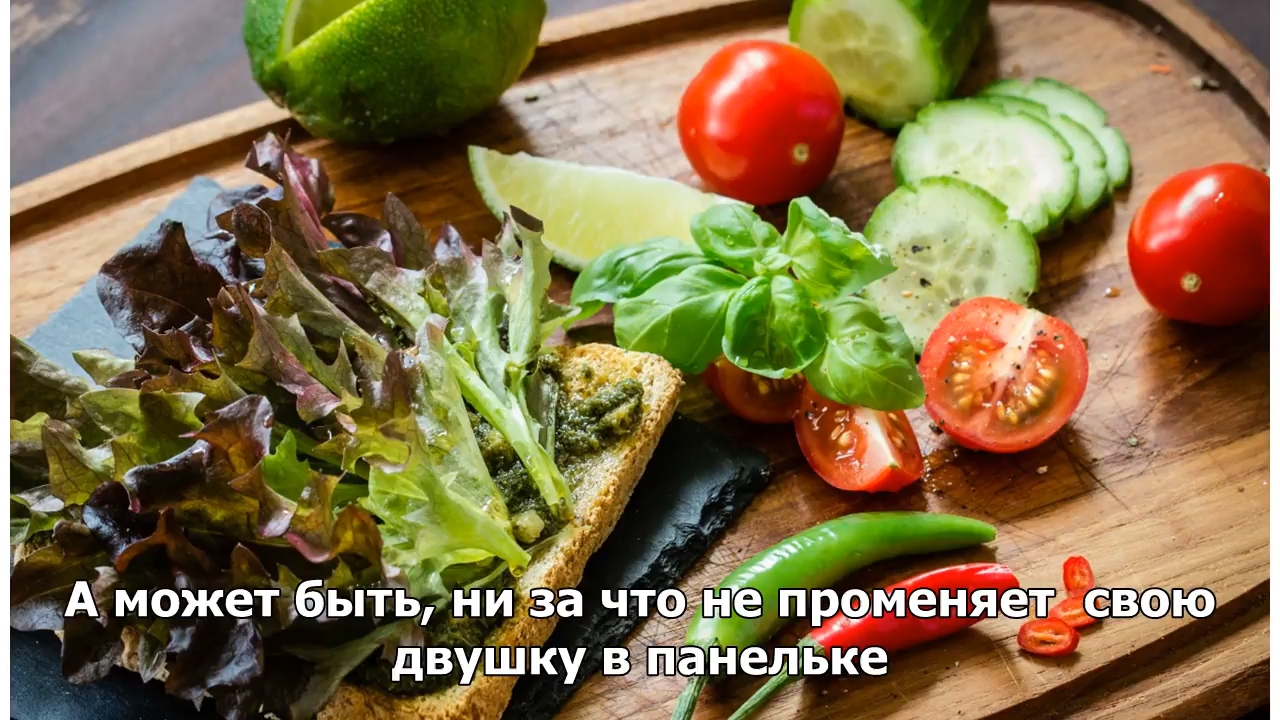 А может быть, ни за что не променяет свою
двушку в панельке